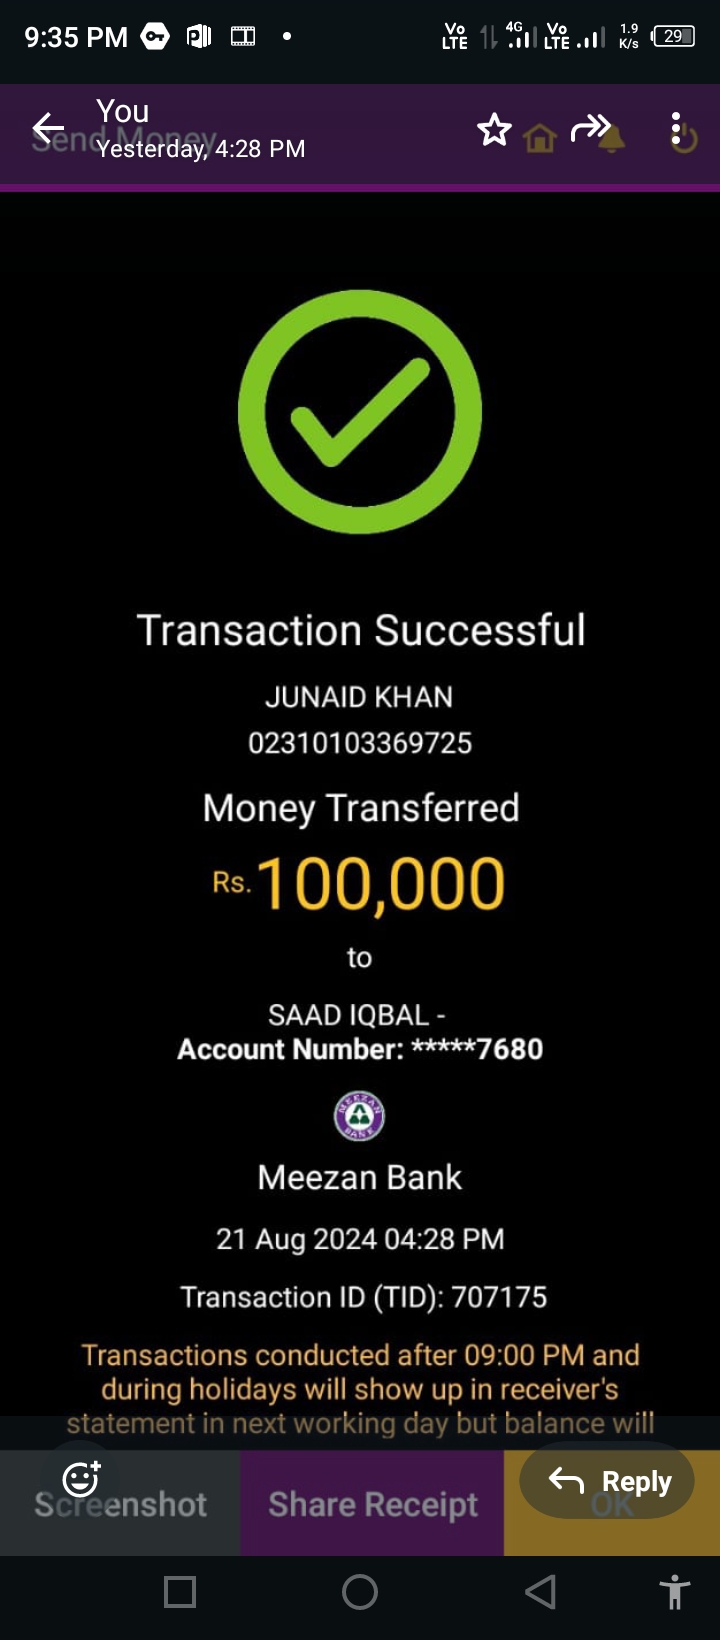 9:35 PM
Vo LTE 4G Vo LTE 1.9 K/s 29
You
Send Money
Yesterday, 4:28 PM
Transaction Successful
JUNAID KHAN
02310103369725
Money Transferred
Rs. 100,000
to
SAAD IQBAL -
Account Number: *****7680
MEEZAN BANK
Meezan Bank
21 Aug 2024 04:28 PM
Transaction ID (TID): 707175
Transactions conducted after 09:00 PM and
during holidays will show up in receiver's
statement in next working day but balance will
Screenshot
Share Receipt
OK
Reply